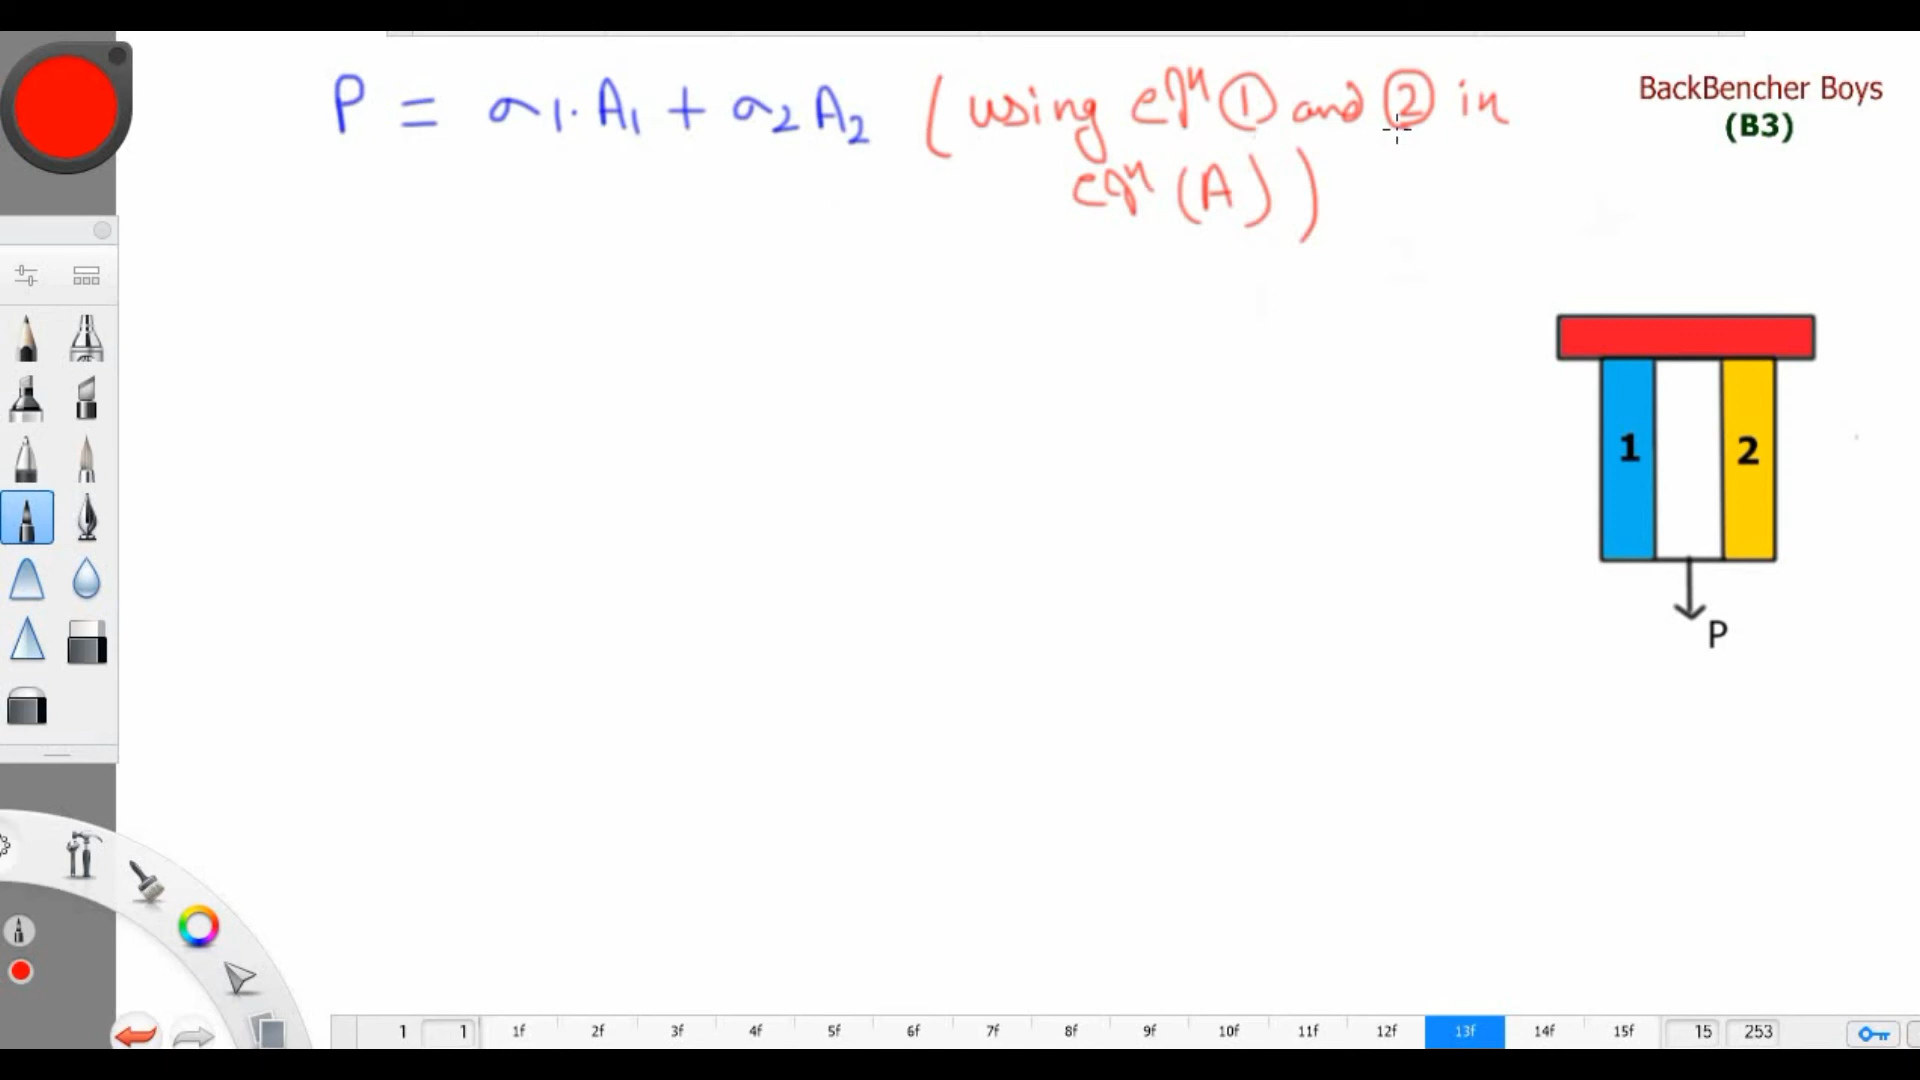 P = σ1. A1 + σ2 A2 (using eqn ① and ② in
eqn (A))
BackBencher Boys
(B3)
1
2
P
1 1 1f 2f 3f 4f 5f 6f 7f 8f 9f 10f 11f 12f 13f 14f 15f 15 253